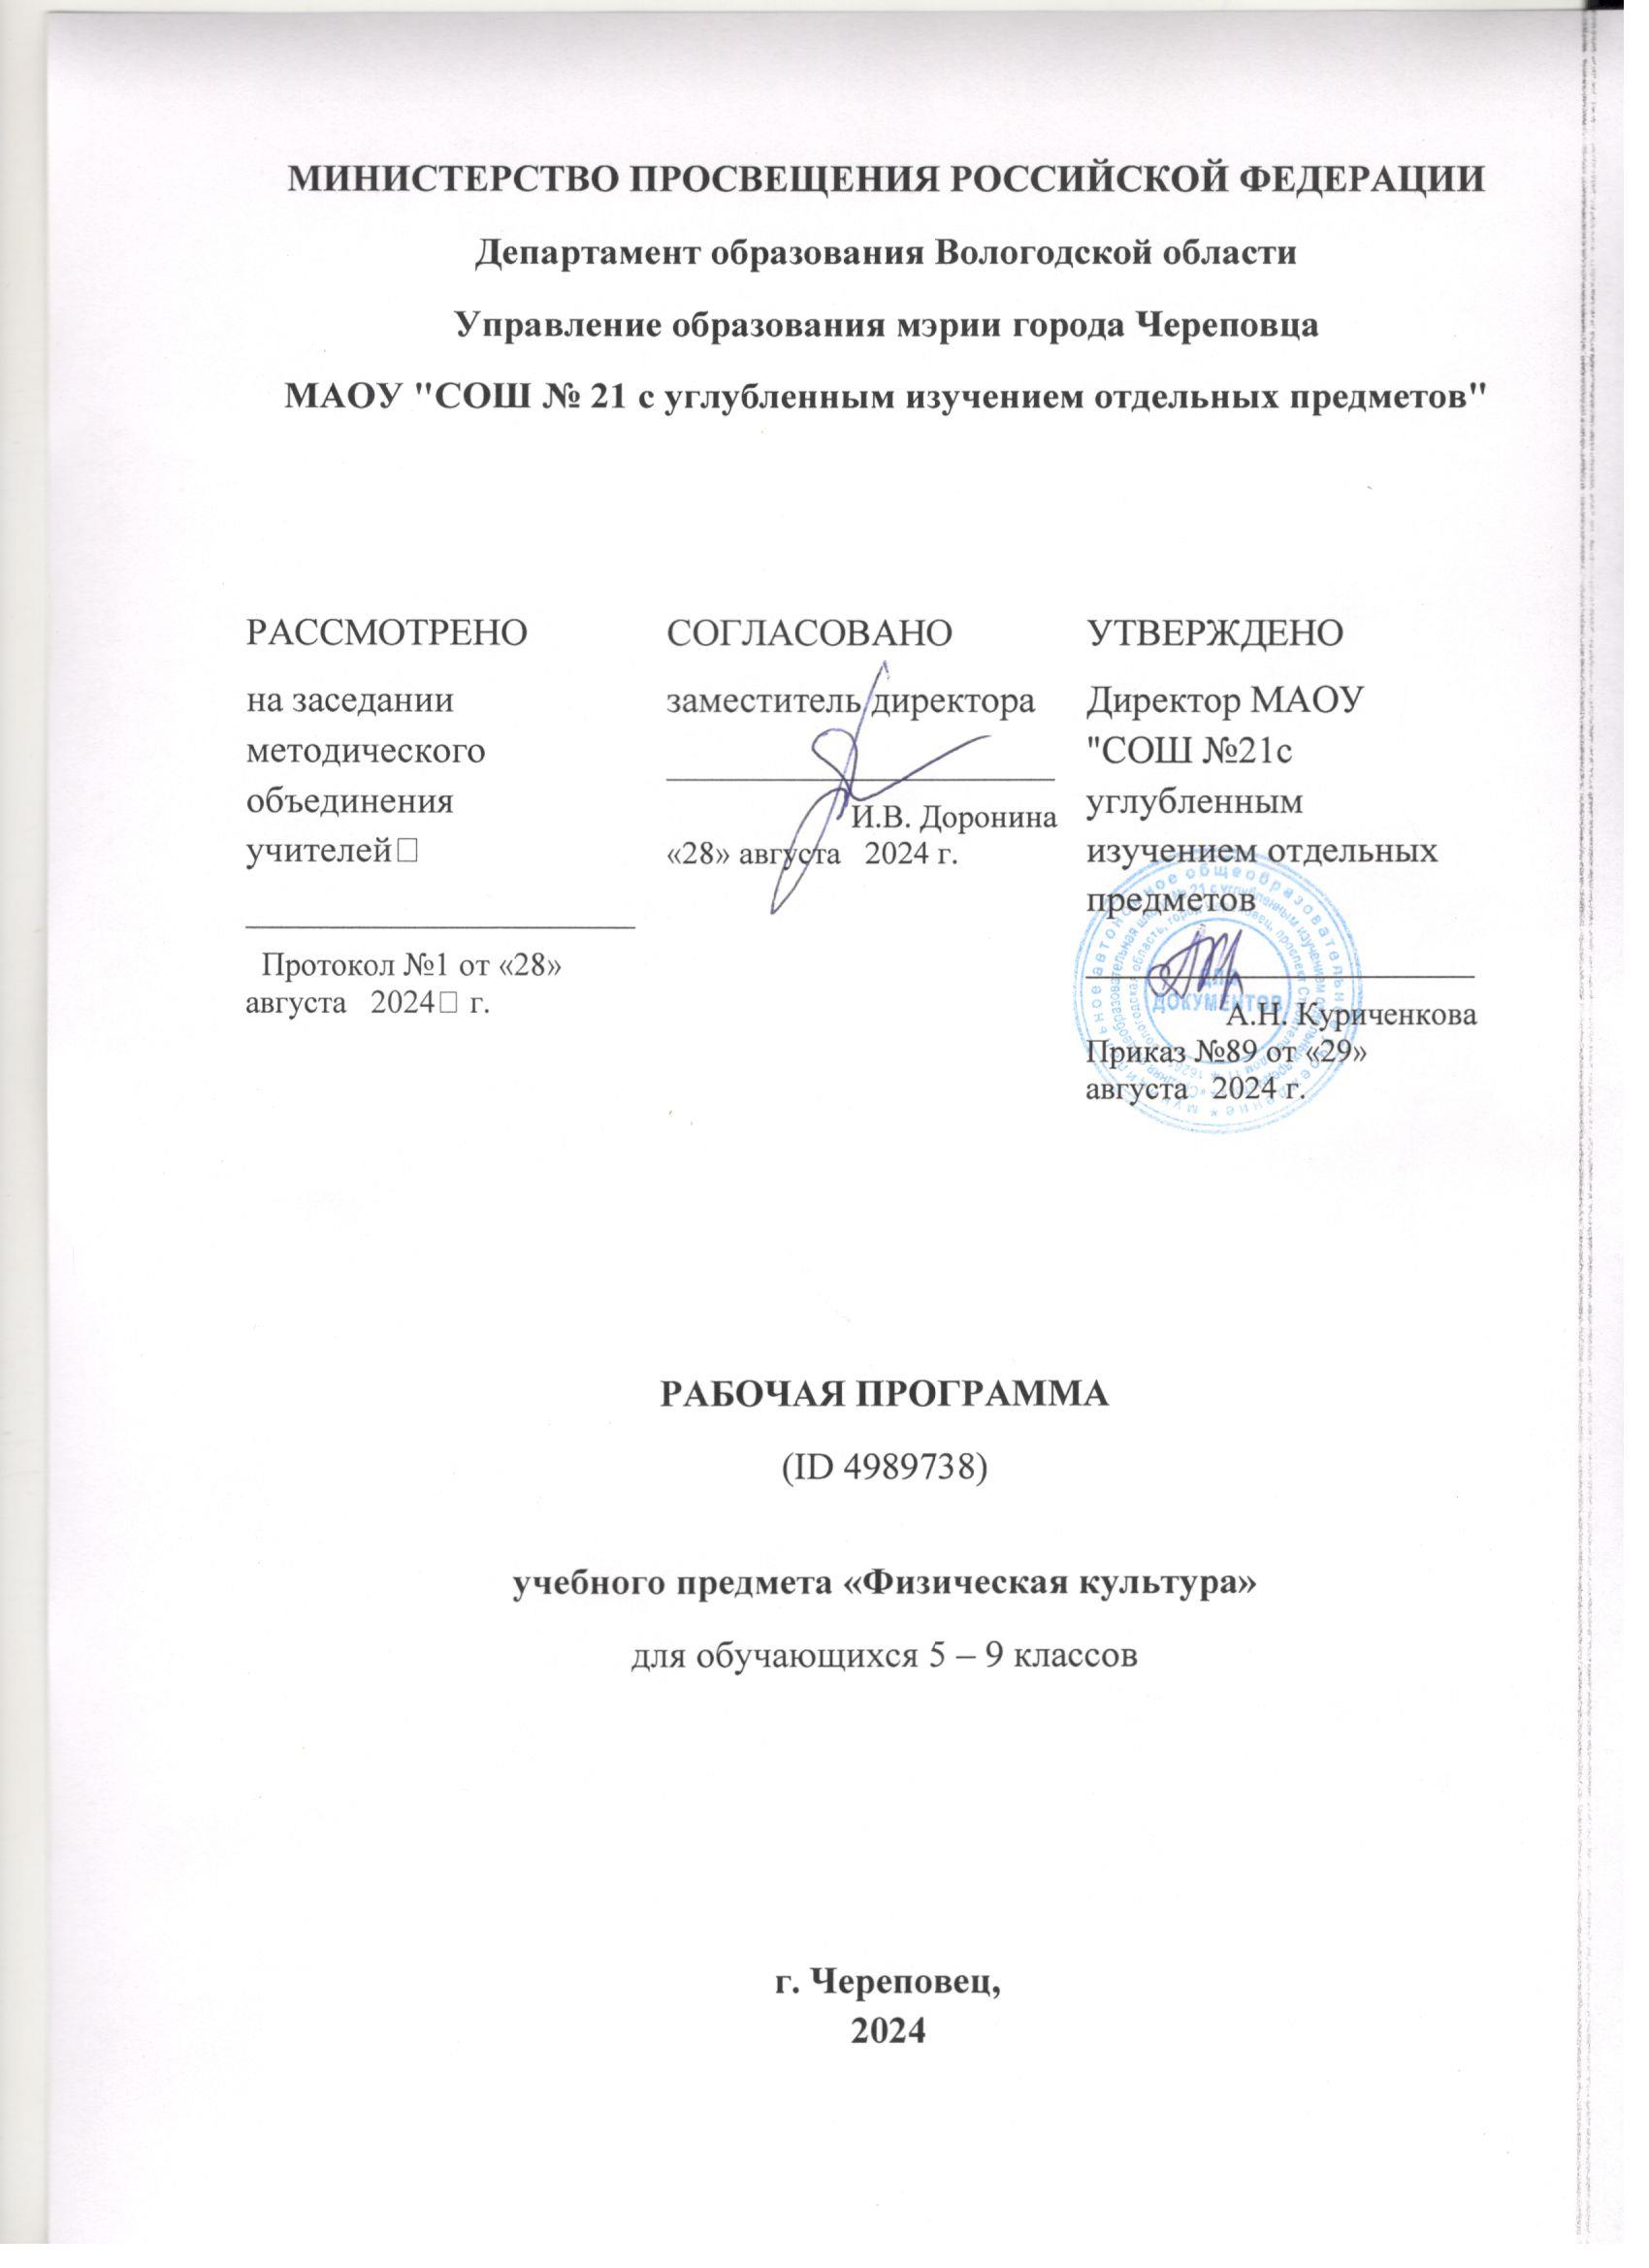 МИНИСТЕРСТВО ПРОСВЕЩЕНИЯ РОССИЙСКОЙ ФЕДЕРАЦИИ
Департамент образования Вологодской области
Управление образования мэрии города Череповца
МАОУ "СОШ № 21 с углубленным изучением отдельных предметов"
РАССМОТРЕНО
на заседании
методического
объединения
учителей
Протокол №1 от «28»
августа 2024 г.
СОГЛАСОВАНО
заместитель директора
И.В. Доронина
«28» августа 2024 г.
УТВЕРЖДЕНО
Директор МАОУ
"СОШ №21с
углубленным
изучением отдельных
предметов
А.Н. Куриченкова
Приказ №89 от «29»
августа 2024 г.
ДЛЯ
ДОКУМЕНТОВ
РАБОЧАЯ ПРОГРАММА
(ID 4989738)
учебного предмета «Физическая культура»
для обучающихся 5 – 9 классов
г. Череповец,
2024